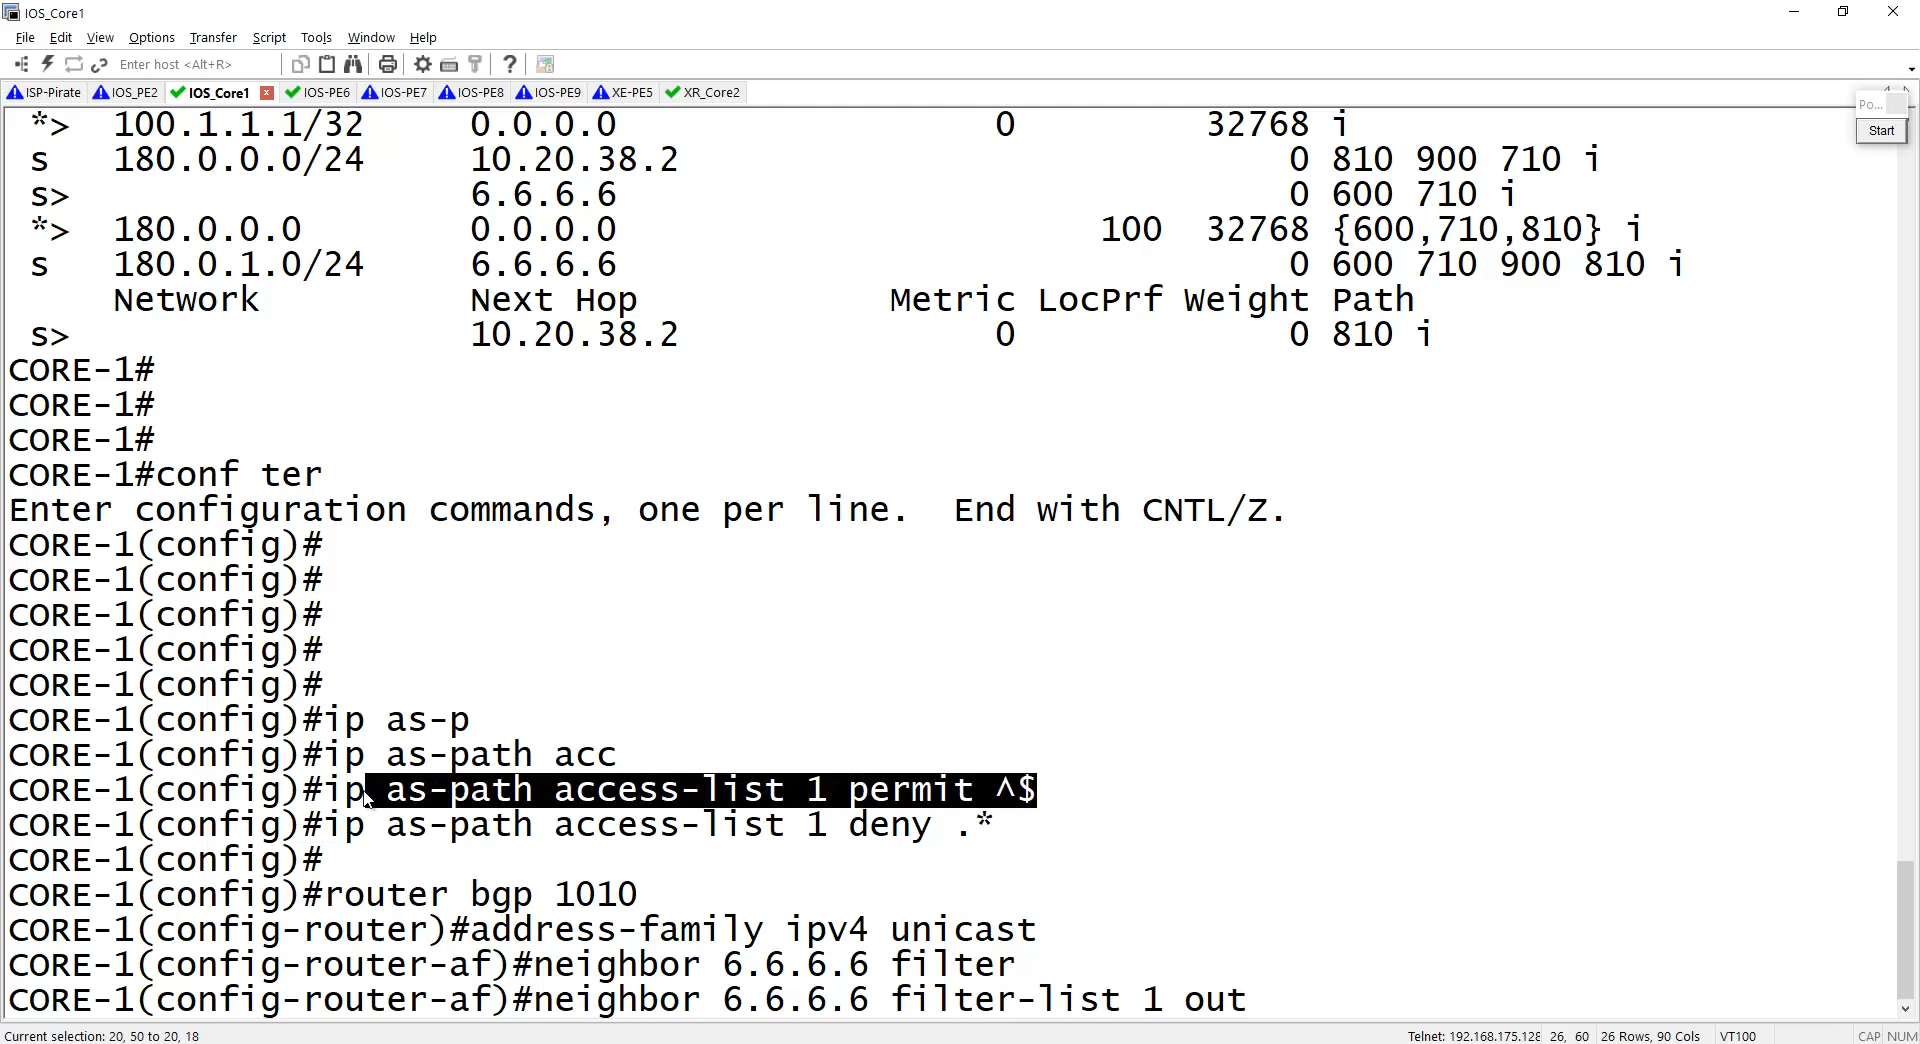 IOS_Core1
File Edit View Options Transfer Script Tools Window Help
Enter host <Alt+R>
ISP-Pirate IOS_PE2 IOS_Core1 IOS-PE6 IOS-PE7 IOS-PE8 IOS-PE9 XE-PE5 XR_Core2
Po...
Start
*> 100.1.1.1/32 0.0.0.0 0 32768 i
s 180.0.0.0/24 10.20.38.2 0 810 900 710 i
s> 6.6.6.6 0 600 710 i
*> 180.0.0.0 0.0.0.0 100 32768 {600,710,810} i
s 180.0.1.0/24 6.6.6.6 0 600 710 900 810 i
Network Next Hop Metric LocPrf Weight Path
s> 10.20.38.2 0 0 810 i
CORE-1#
CORE-1#
CORE-1#
CORE-1#conf ter
Enter configuration commands, one per line. End with CNTL/Z.
CORE-1(config)#
CORE-1(config)#
CORE-1(config)#
CORE-1(config)#
CORE-1(config)#
CORE-1(config)#ip as-p
CORE-1(config)#ip as-path acc
CORE-1(config)#ip as-path access-list 1 permit ^$
CORE-1(config)#ip as-path access-list 1 deny .*
CORE-1(config)#
CORE-1(config)#router bgp 1010
CORE-1(config-router)#address-family ipv4 unicast
CORE-1(config-router-af)#neighbor 6.6.6.6 filter
CORE-1(config-router-af)#neighbor 6.6.6.6 filter-list 1 out
Current selection: 20, 50 to 20, 18 Telnet: 192.168.175.128 26, 60 26 Rows, 90 Cols VT100 CAP NUM